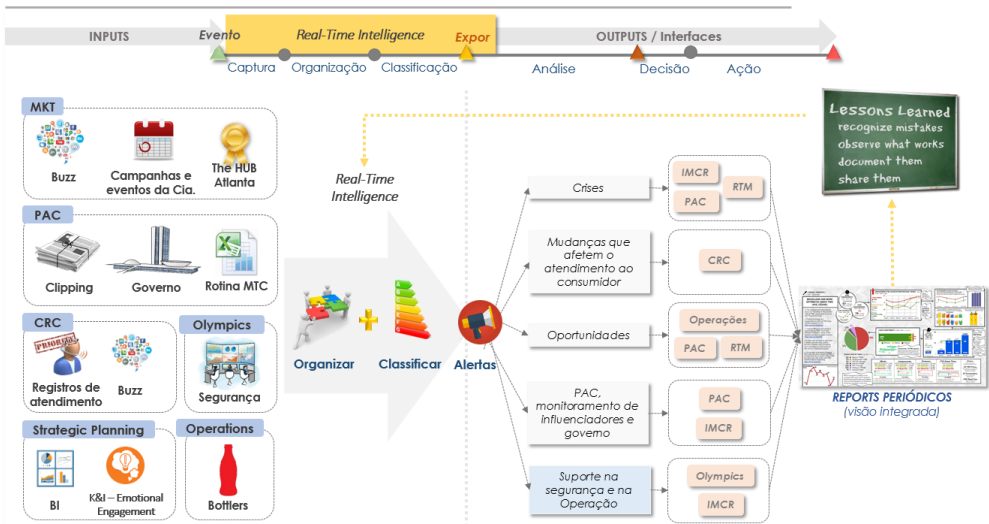 INPUTS
Evento
Real-Time Intelligence
Expor
OUTPUTS / Interfaces
Captura
Organização
Classificação
Análise
Decisão
Ação
MKT
Buzz
Campanhas e
eventos da Cia.
The HUB
Atlanta
PAC
Clipping
Governo
Rotina MTC
CRC
PRIORITY
Registros de
atendimento
Buzz
Olympics
Segurança
Strategic Planning
BI
K&I – Emotional
Engagement
Operations
Bottlers
Real-Time
Intelligence
Organizar
Classificar
Alertas
Crises
IMCR
RTM
PAC
Mudanças que
afetem o
atendimento ao
consumidor
CRC
Oportunidades
Operações
PAC
RTM
PAC,
monitoramento de
influenciadores e
governo
PAC
IMCR
Suporte na
segurança e na
Operação
Olympics
IMCR
Lessons Learned
recognize mistakes
observe what works
document them
share them
REPORTS PERIÓDICOS
(visão integrada)